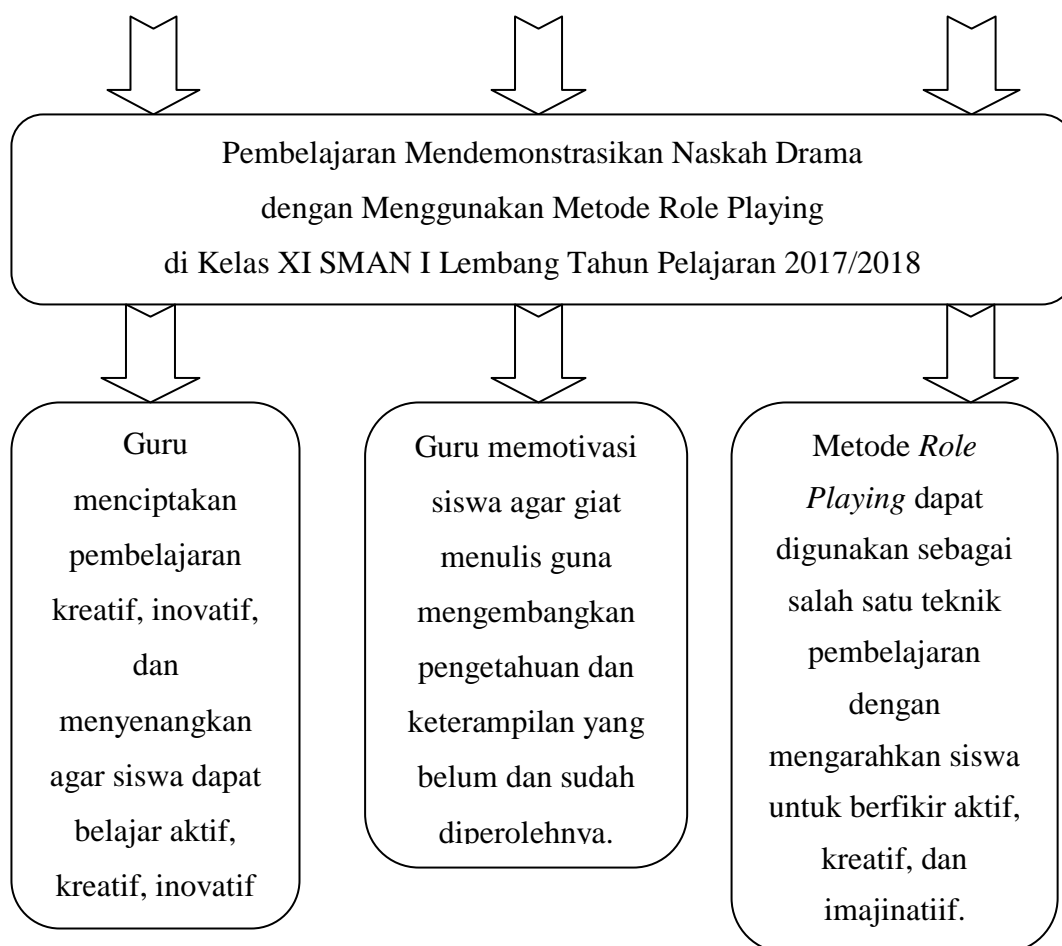 Pembelajaran Mendemonstrasikan Naskah Drama
dengan Menggunakan Metode Role Playing
di Kelas XI SMAN I Lembang Tahun Pelajaran 2017/2018
Guru
menciptakan
pembelajaran
kreatif, inovatif,
dan
menyenangkan
agar siswa dapat
belajar aktif,
kreatif, inovatif
Guru memotivasi
siswa agar giat
menulis guna
mengembangkan
pengetahuan dan
keterampilan yang
belum dan sudah
diperolehnya.
Metode Role
Playing dapat
digunakan sebagai
salah satu teknik
pembelajaran
dengan
mengarahkan siswa
untuk berfikir aktif,
kreatif, dan
imajinatiif.